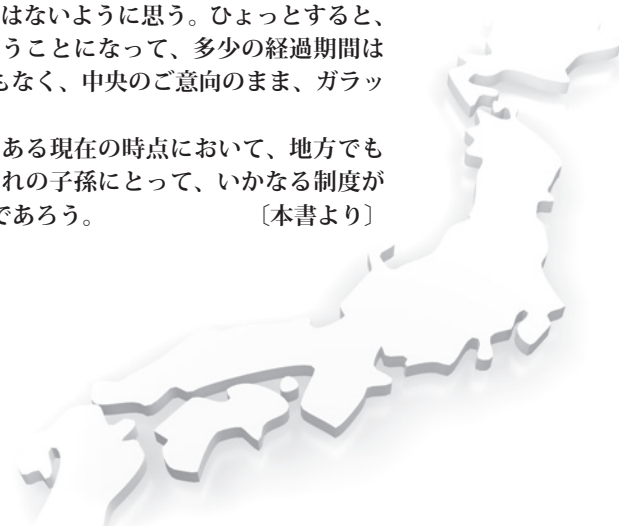 はないように思う。ひょっとすると、
うことになって、多少の経過期間は
もなく、中央のご意向のまま、ガラッ
ある現在の時点において、地方でも
れの子孫にとって、いかなる制度が
であろう。 〔本書より〕